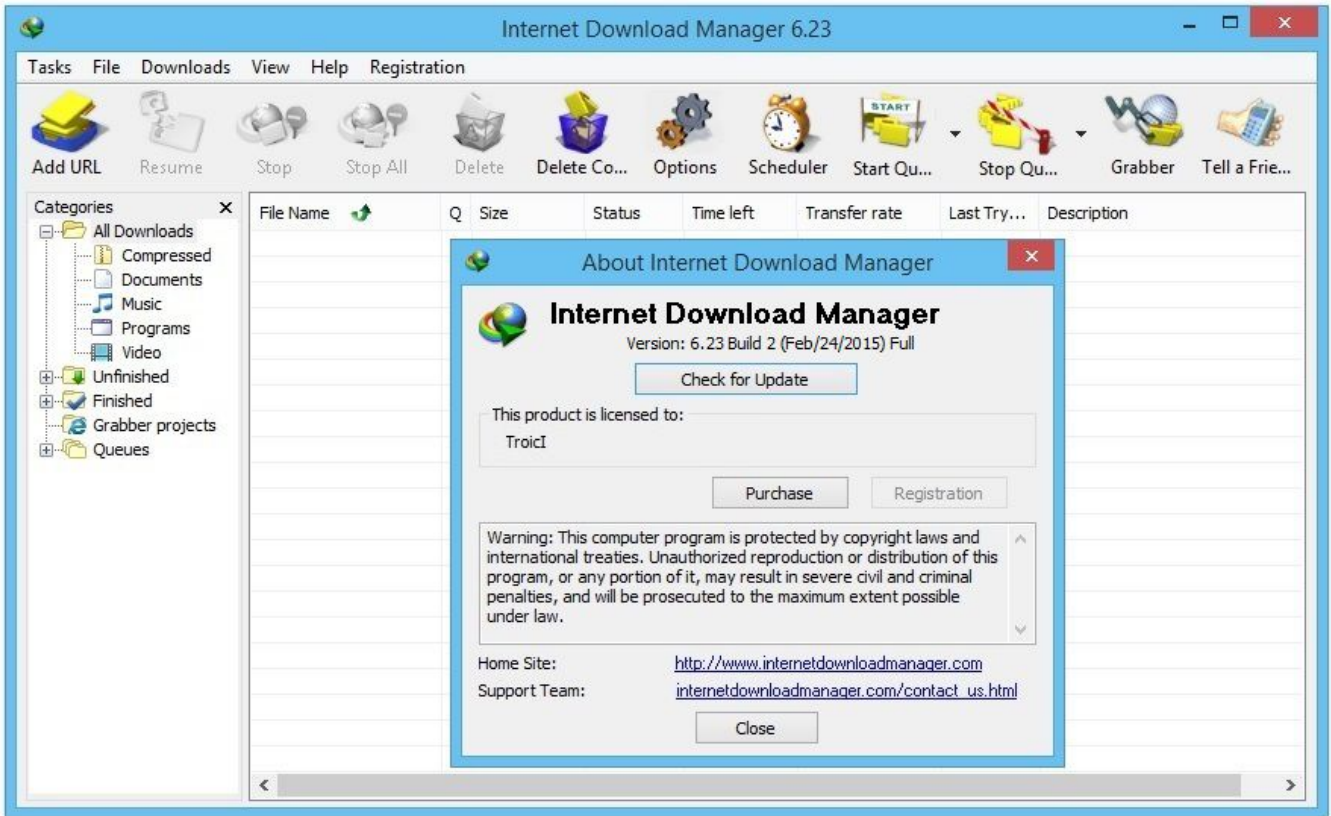 Internet Download Manager 6.23
Tasks File Downloads View Help Registration
Add URL Resume Stop Stop All Delete Delete Co... Options Scheduler Start Qu... Stop Qu... Grabber Tell a Frie...
START
Categories
All Downloads
Compressed
Documents
Music
Programs
Video
Unfinished
Finished
Grabber projects
Queues
File Name Q Size Status Time left Transfer rate Last Try... Description
About Internet Download Manager
Internet Download Manager
Version: 6.23 Build 2 (Feb/24/2015) Full
Check for Update
This product is licensed to:
TroicI
Purchase Registration
Warning: This computer program is protected by copyright laws and
international treaties. Unauthorized reproduction or distribution of this
program, or any portion of it, may result in severe civil and criminal
penalties, and will be prosecuted to the maximum extent possible
under law.
Home Site: http://www.internetdownloadmanager.com
Support Team: internetdownloadmanager.com/contact_us.html
Close